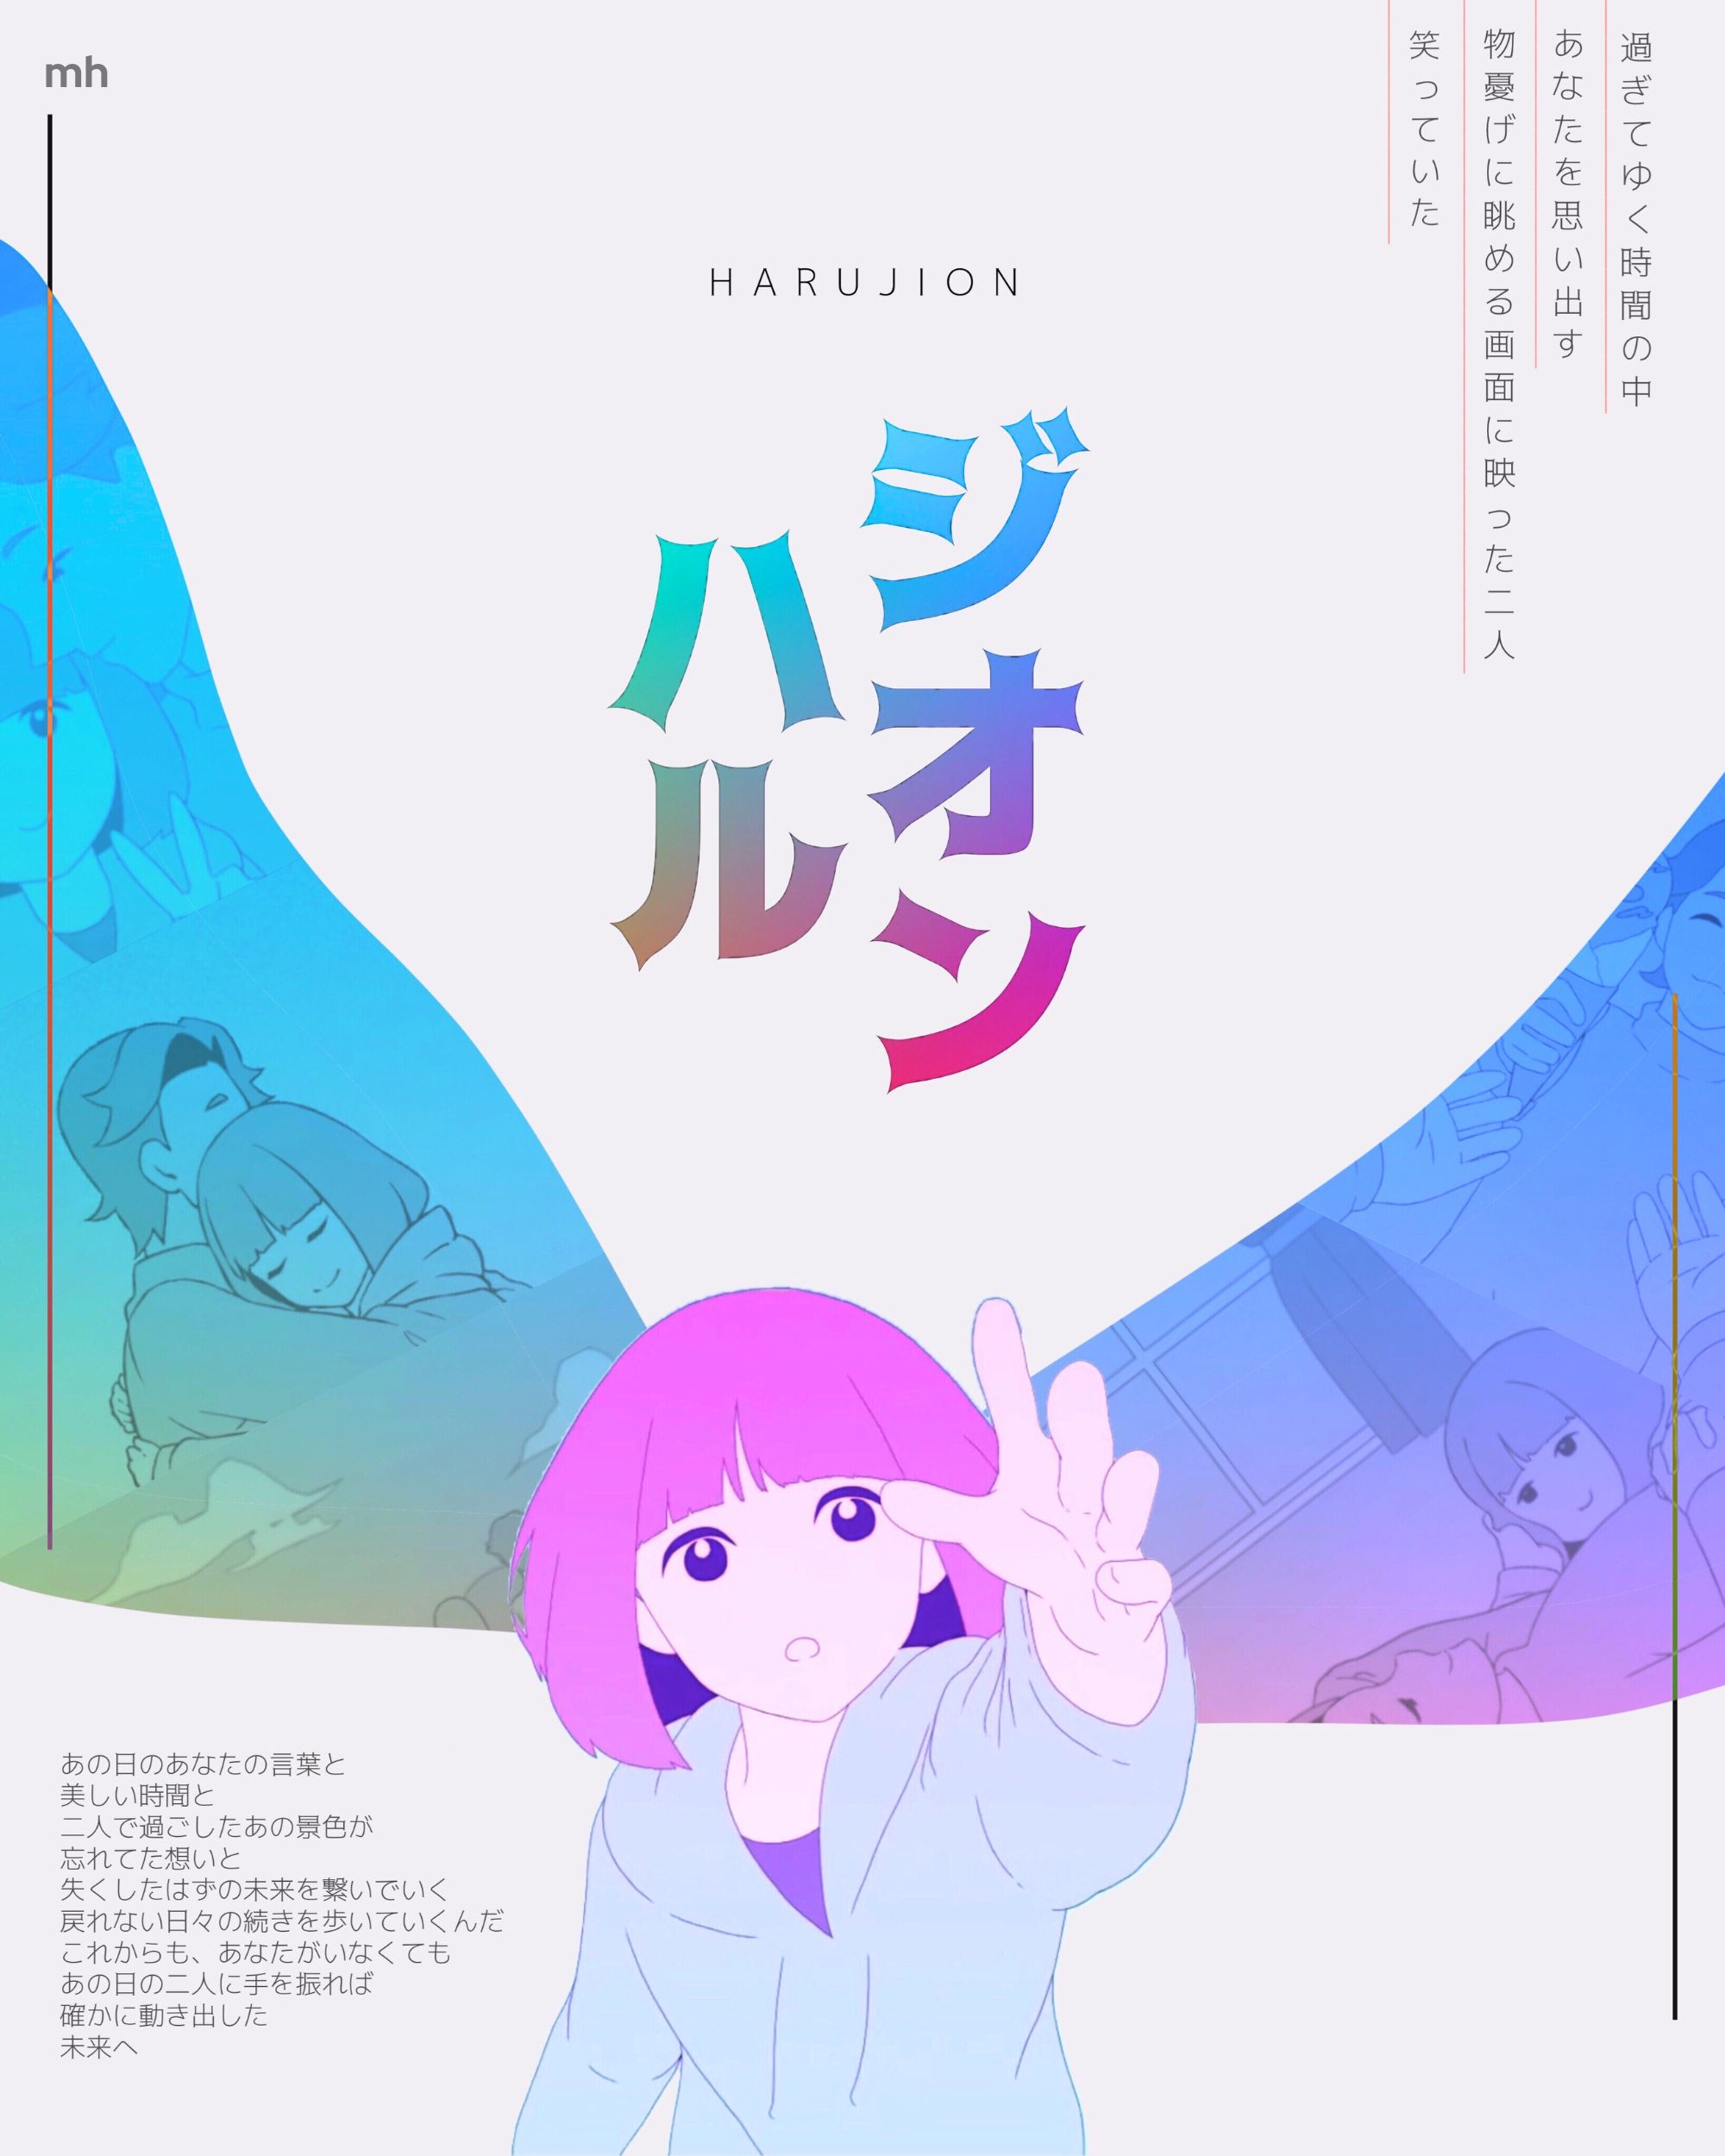 mh
過ぎてゆく時間の中
あなたを思い出す
物憂げに眺める画面に映った二人
笑っていた
HARUJION
ハル
ジオン
あの日のあなたの言葉と
美しい時間と
二人で過ごしたあの景色が
忘れてた想いと
失くしたはずの未来を繋いでいく
戻れない日々の続きを歩いていくんだ
これからも、あなたがいなくても
あの日の二人に手を振れば
確かに動き出した
未来へ